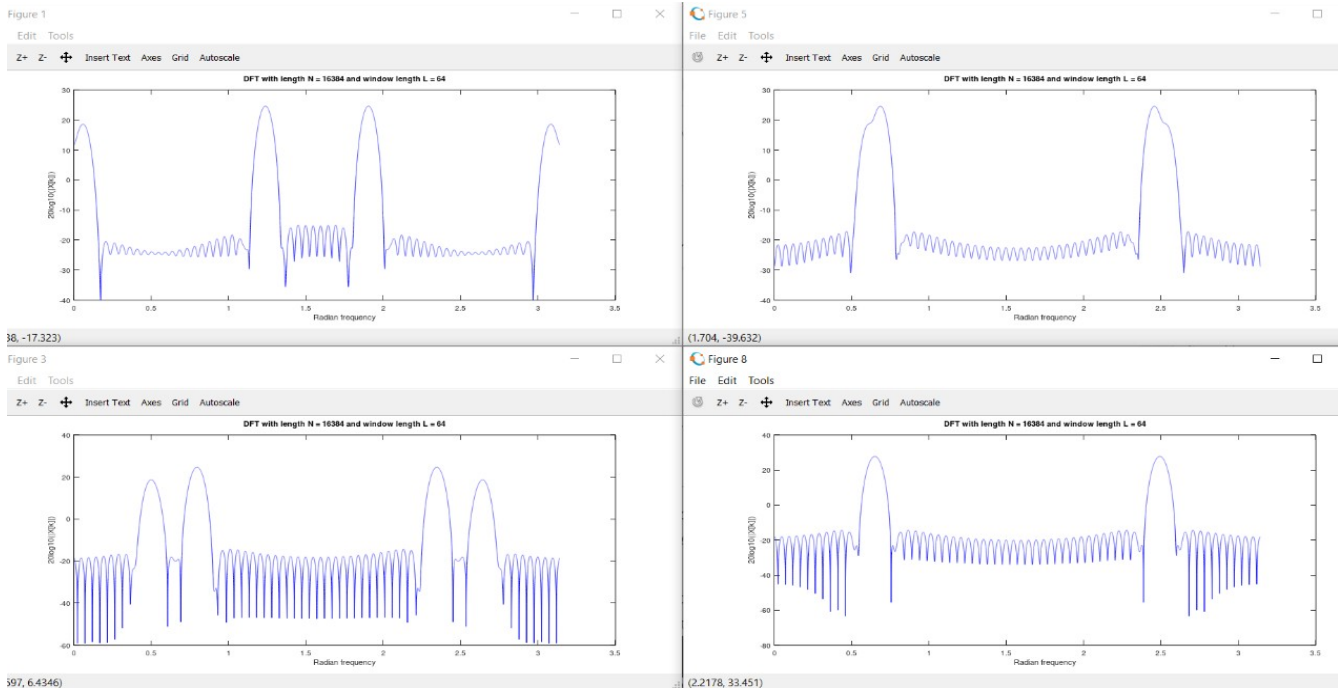 Figure 1
Edit Tools
Z+ Z- Insert Text Axes Grid Autoscale
DFT with length N = 16384 and window length L = 64
30
20
10
0
-10
-20
-30
-40
20log10(|X[k]|)
0 0.5 1 1.5 2 2.5 3 3.5
Radian frequency
38, -17.323)
Figure 5
File Edit Tools
Z+ Z- Insert Text Axes Grid Autoscale
DFT with length N = 16384 and window length L = 64
30
20
10
0
-10
-20
-30
-40
20log10(|X[k]|)
0 0.5 1 1.5 2 2.5 3 3.5
Radian frequency
(1.704, -39.632)
Figure 3
Edit Tools
Z+ Z- Insert Text Axes Grid Autoscale
DFT with length N = 16384 and window length L = 64
40
20
0
-20
-40
-60
20log10(|X[k]|)
0 0.5 1 1.5 2 2.5 3 3.5
Radian frequency
597, 6.4346)
Figure 8
File Edit Tools
Z+ Z- Insert Text Axes Grid Autoscale
DFT with length N = 16384 and window length L = 64
40
20
0
-20
-40
-60
-80
20log10(|X[k]|)
0 0.5 1 1.5 2 2.5 3 3.5
Radian frequency
(2.2178, 33.451)